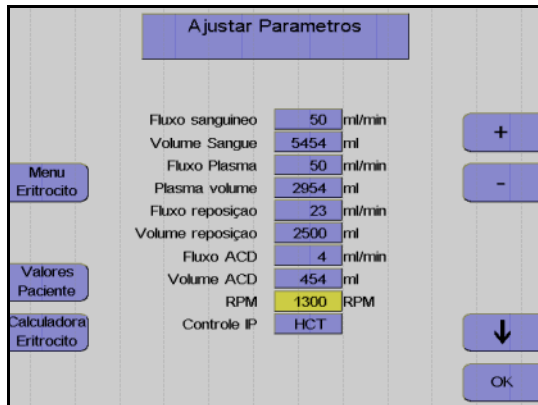 Ajustar Parametros
Fluxo sanguineo 50 ml/min
Volume Sangue 5454 ml
Fluxo Plasma 50 ml/min
Plasma volume 2954 ml
Fluxo reposiçao 23 ml/min
Volume reposiçao 2500 ml
Fluxo ACD 4 ml/min
Volume ACD 454 ml
RPM 1300 RPM
Controle IP HCT
Menu
Eritrocito
Valores
Paciente
Calculadora
Eritrocito
+
-
↓
OK